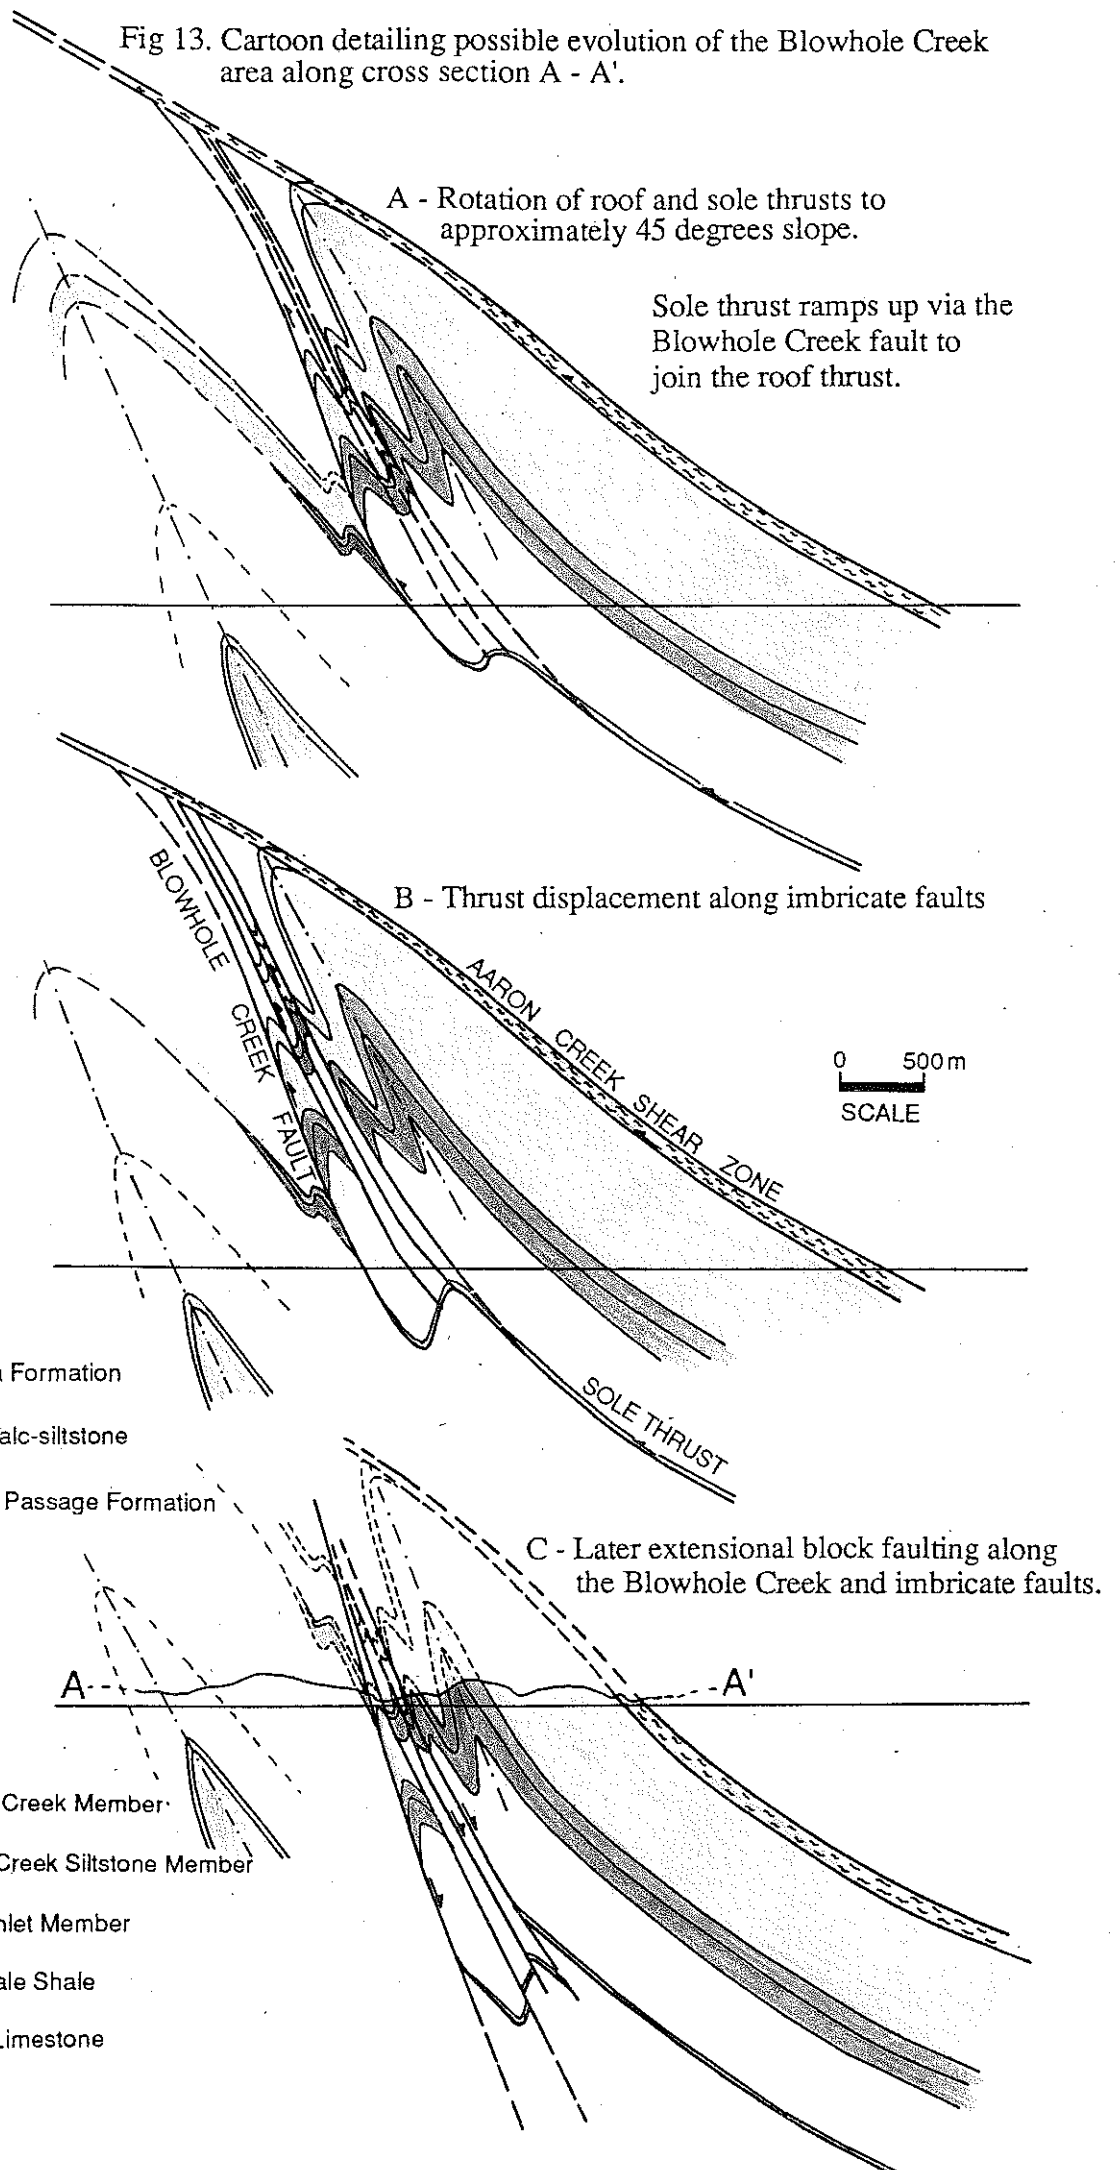 Fig 13. Cartoon detailing possible evolution of the Blowhole Creek
area along cross section A - A'.
A - Rotation of roof and sole thrusts to
approximately 45 degrees slope.
Sole thrust ramps up via the
Blowhole Creek fault to
join the roof thrust.
B - Thrust displacement along imbricate faults
BLOWHOLE CREEK FAULT
AARON CREEK SHEAR ZONE
0 500m
SCALE
SOLE THRUST
Formation
alc-siltstone
Passage Formation
C - Later extensional block faulting along
the Blowhole Creek and imbricate faults.
A A'
Creek Member
Creek Siltstone Member
nlet Member
ale Shale
Limestone